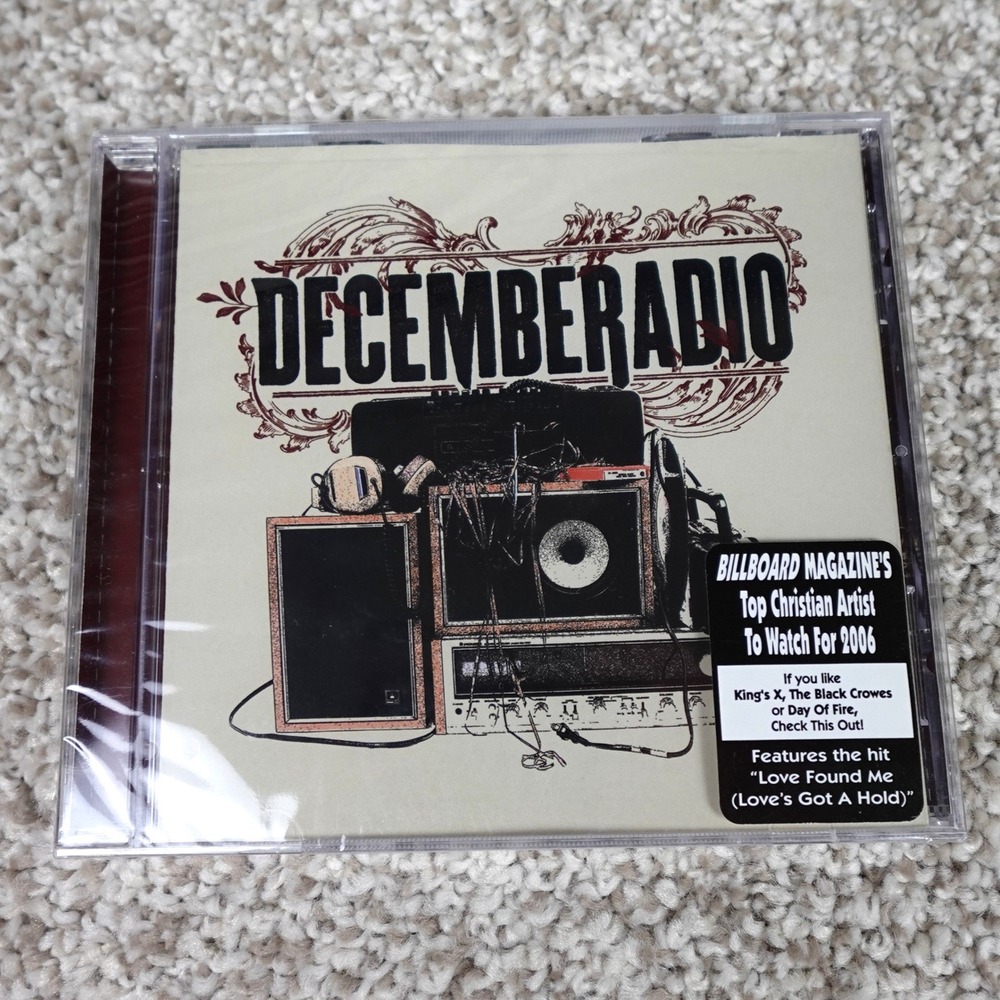 DECEMBERADIO
BILLBOARD MAGAZINE'S
Top Christian Artist
To Watch For 2006
If you like
King's X, The Black Crowes
or Day Of Fire,
Check This Out!
Features the hit
"Love Found Me
(Love's Got A Hold)"